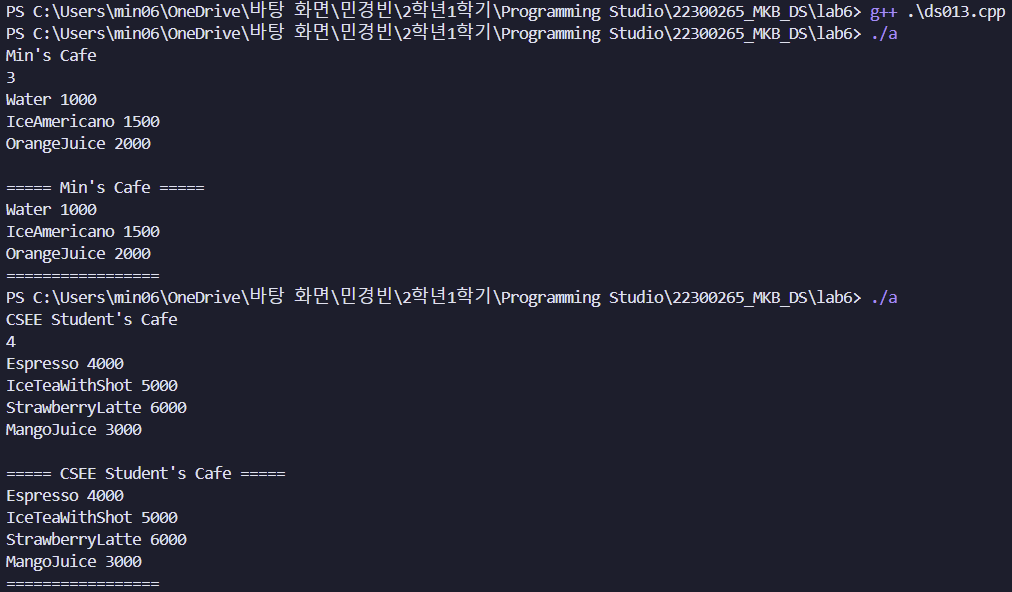 PS C:\Users\min06\OneDrive\바탕 화면\민경빈\2학년1학기\Programming Studio\22300265_MKB_DS\lab6> g++ .\ds013.cpp
PS C:\Users\min06\OneDrive\바탕 화면\민경빈\2학년1학기\Programming Studio\22300265_MKB_DS\lab6> ./a
Min's Cafe
3
Water 1000
IceAmericano 1500
OrangeJuice 2000

===== Min's Cafe =====
Water 1000
IceAmericano 1500
OrangeJuice 2000
=================
PS C:\Users\min06\OneDrive\바탕 화면\민경빈\2학년1학기\Programming Studio\22300265_MKB_DS\lab6> ./a
CSEE Student's Cafe
4
Espresso 4000
IceTeaWithShot 5000
StrawberryLatte 6000
MangoJuice 3000

===== CSEE Student's Cafe =====
Espresso 4000
IceTeaWithShot 5000
StrawberryLatte 6000
MangoJuice 3000
=================